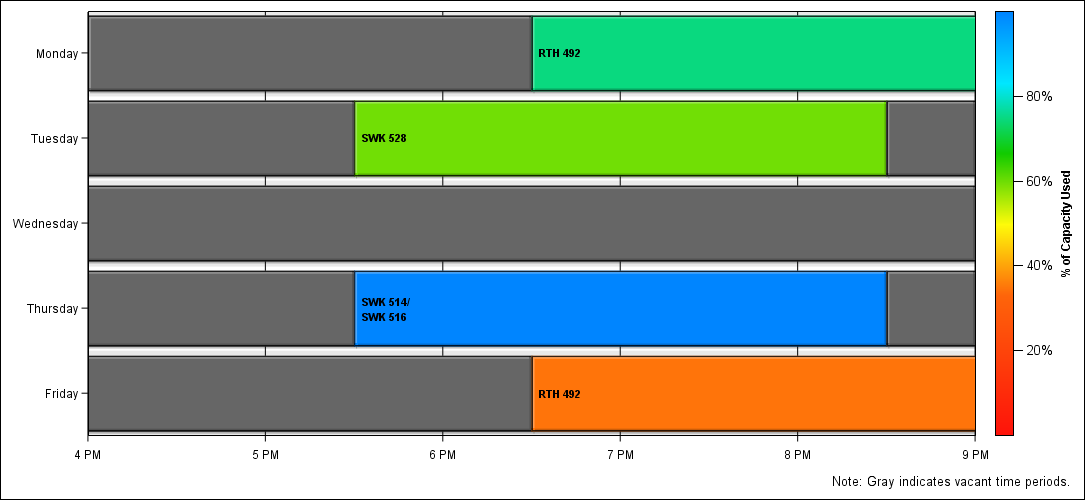 Monday
RTH 492
80%
Tuesday
SWK 528
60%
Wednesday
% of Capacity Used
40%
Thursday
SWK 514/
SWK 516
20%
Friday
RTH 492
4 PM
5 PM
6 PM
7 PM
8 PM
9 PM
Note: Gray indicates vacant time periods.